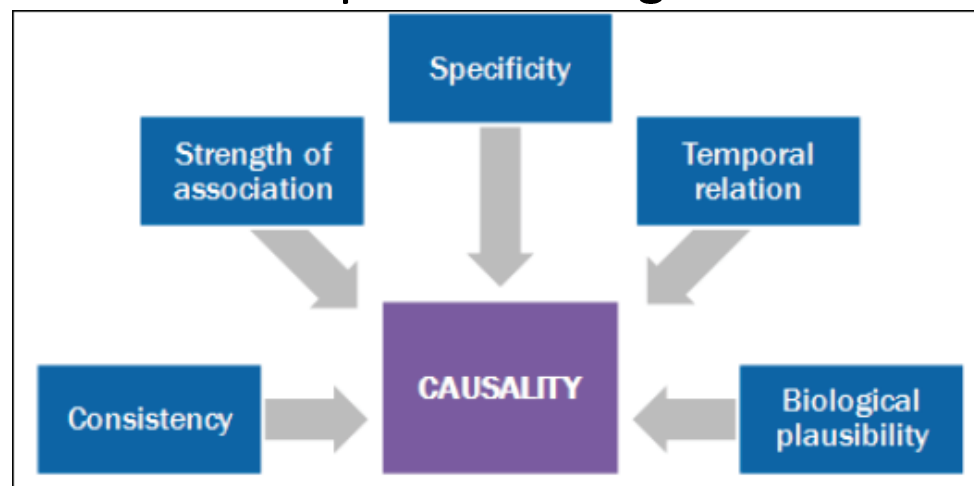 Specificity
Strength of
association
Temporal
relation
CAUSALITY
Consistency
Biological
plausibility